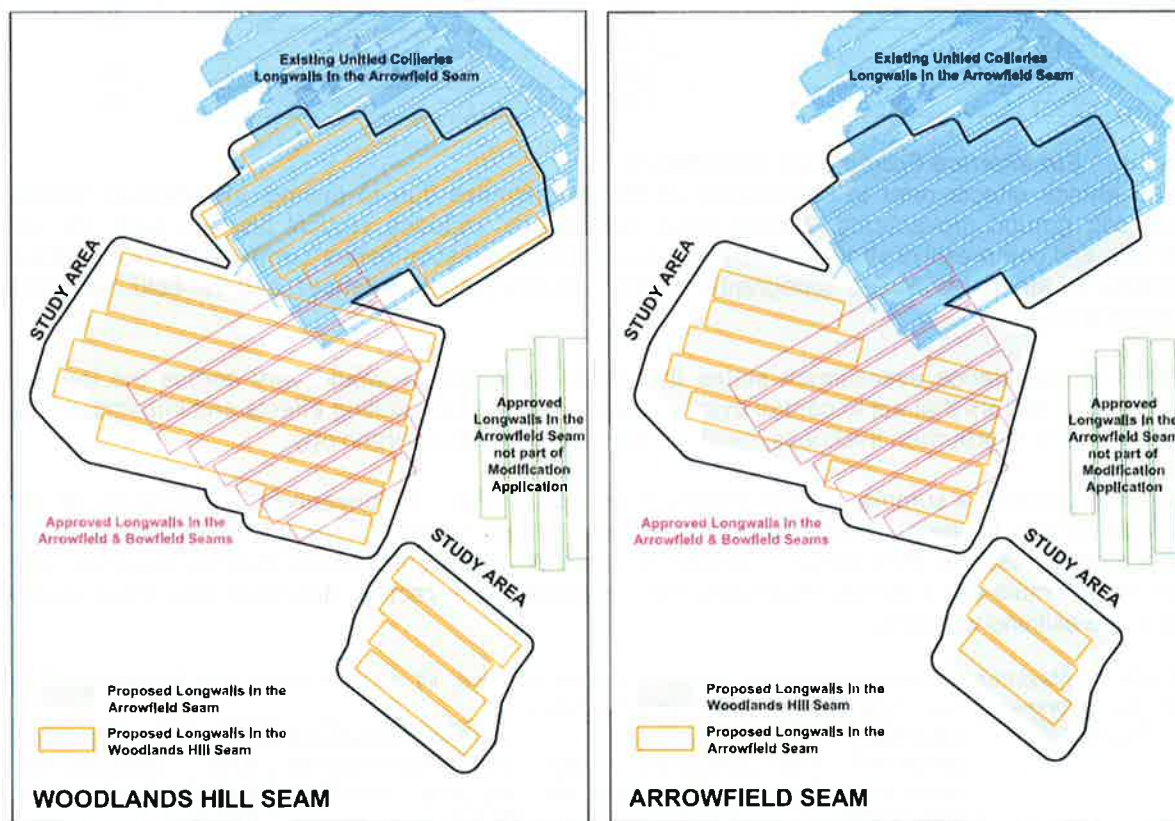 Existing Unitied Collieries
Longwalls in the Arrowfield Seam
STUDY AREA
Approved
Longwalls in the
Arrowfield Seam
not part of
Modification
Application
Approved Longwalls in the
Arrowfield & Bowfield Seams
STUDY AREA
Proposed Longwalls in the
Arrowfield Seam
Proposed Longwalls in the
Woodlands Hill Seam
WOODLANDS HILL SEAM
Existing Unitied Collieries
Longwalls in the Arrowfield Seam
STUDY AREA
Approved
Longwalls in the
Arrowfield Seam
not part of
Modification
Application
Approved Longwalls in the
Arrowfield & Bowfield Seams
STUDY AREA
Proposed Longwalls in the
Woodlands Hill Seam
Proposed Longwalls in the
Arrowfield Seam
ARROWFIELD SEAM